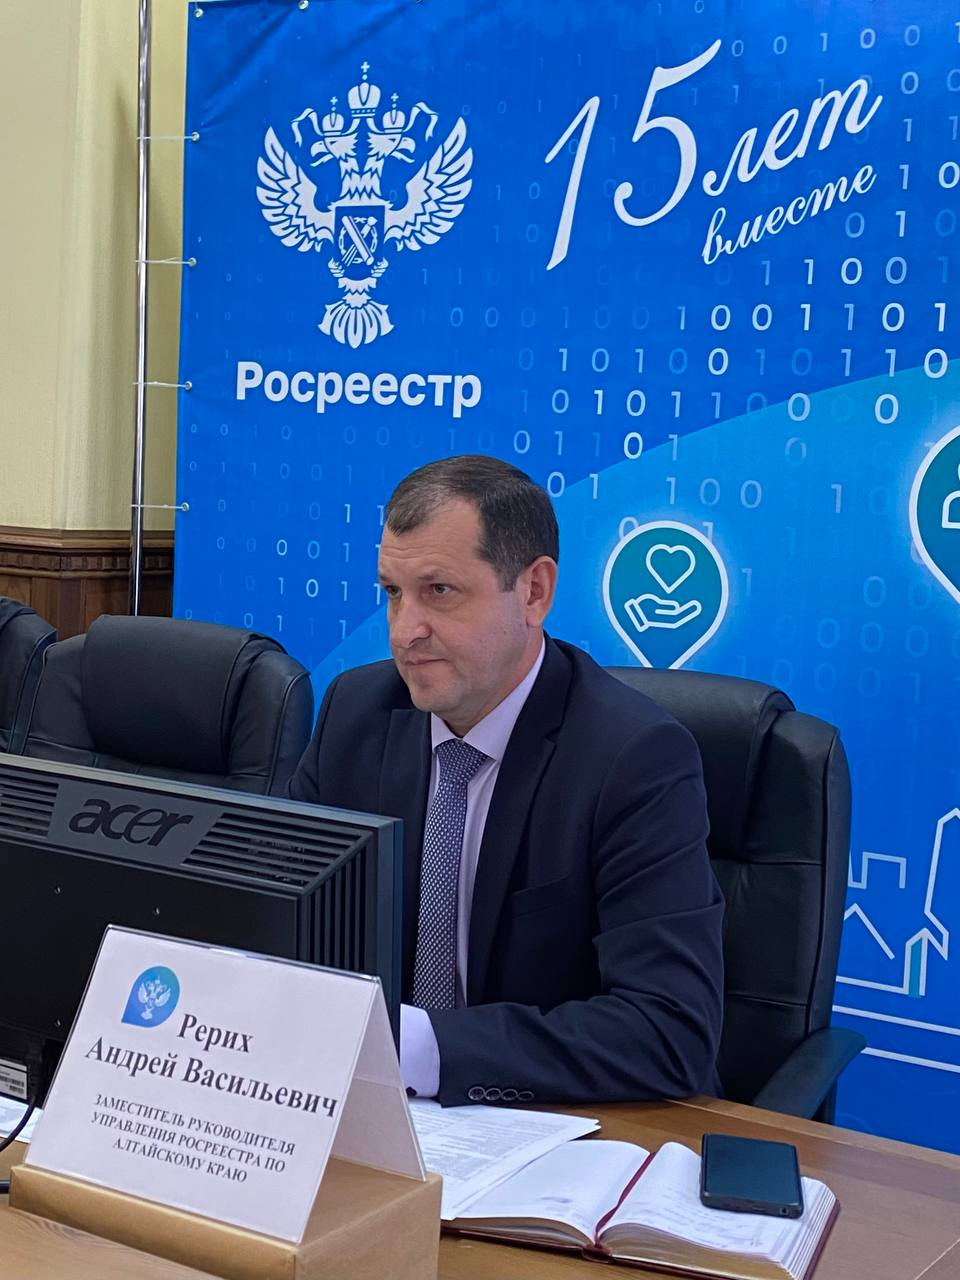 15 лет
вместе
Росреестр
acer
Рерих
Андрей Васильевич
ЗАМЕСТИТЕЛЬ РУКОВОДИТЕЛЯ
УПРАВЛЕНИЯ РОСРЕЕСТРА ПО
АЛТАЙСКОМУ КРАЮ